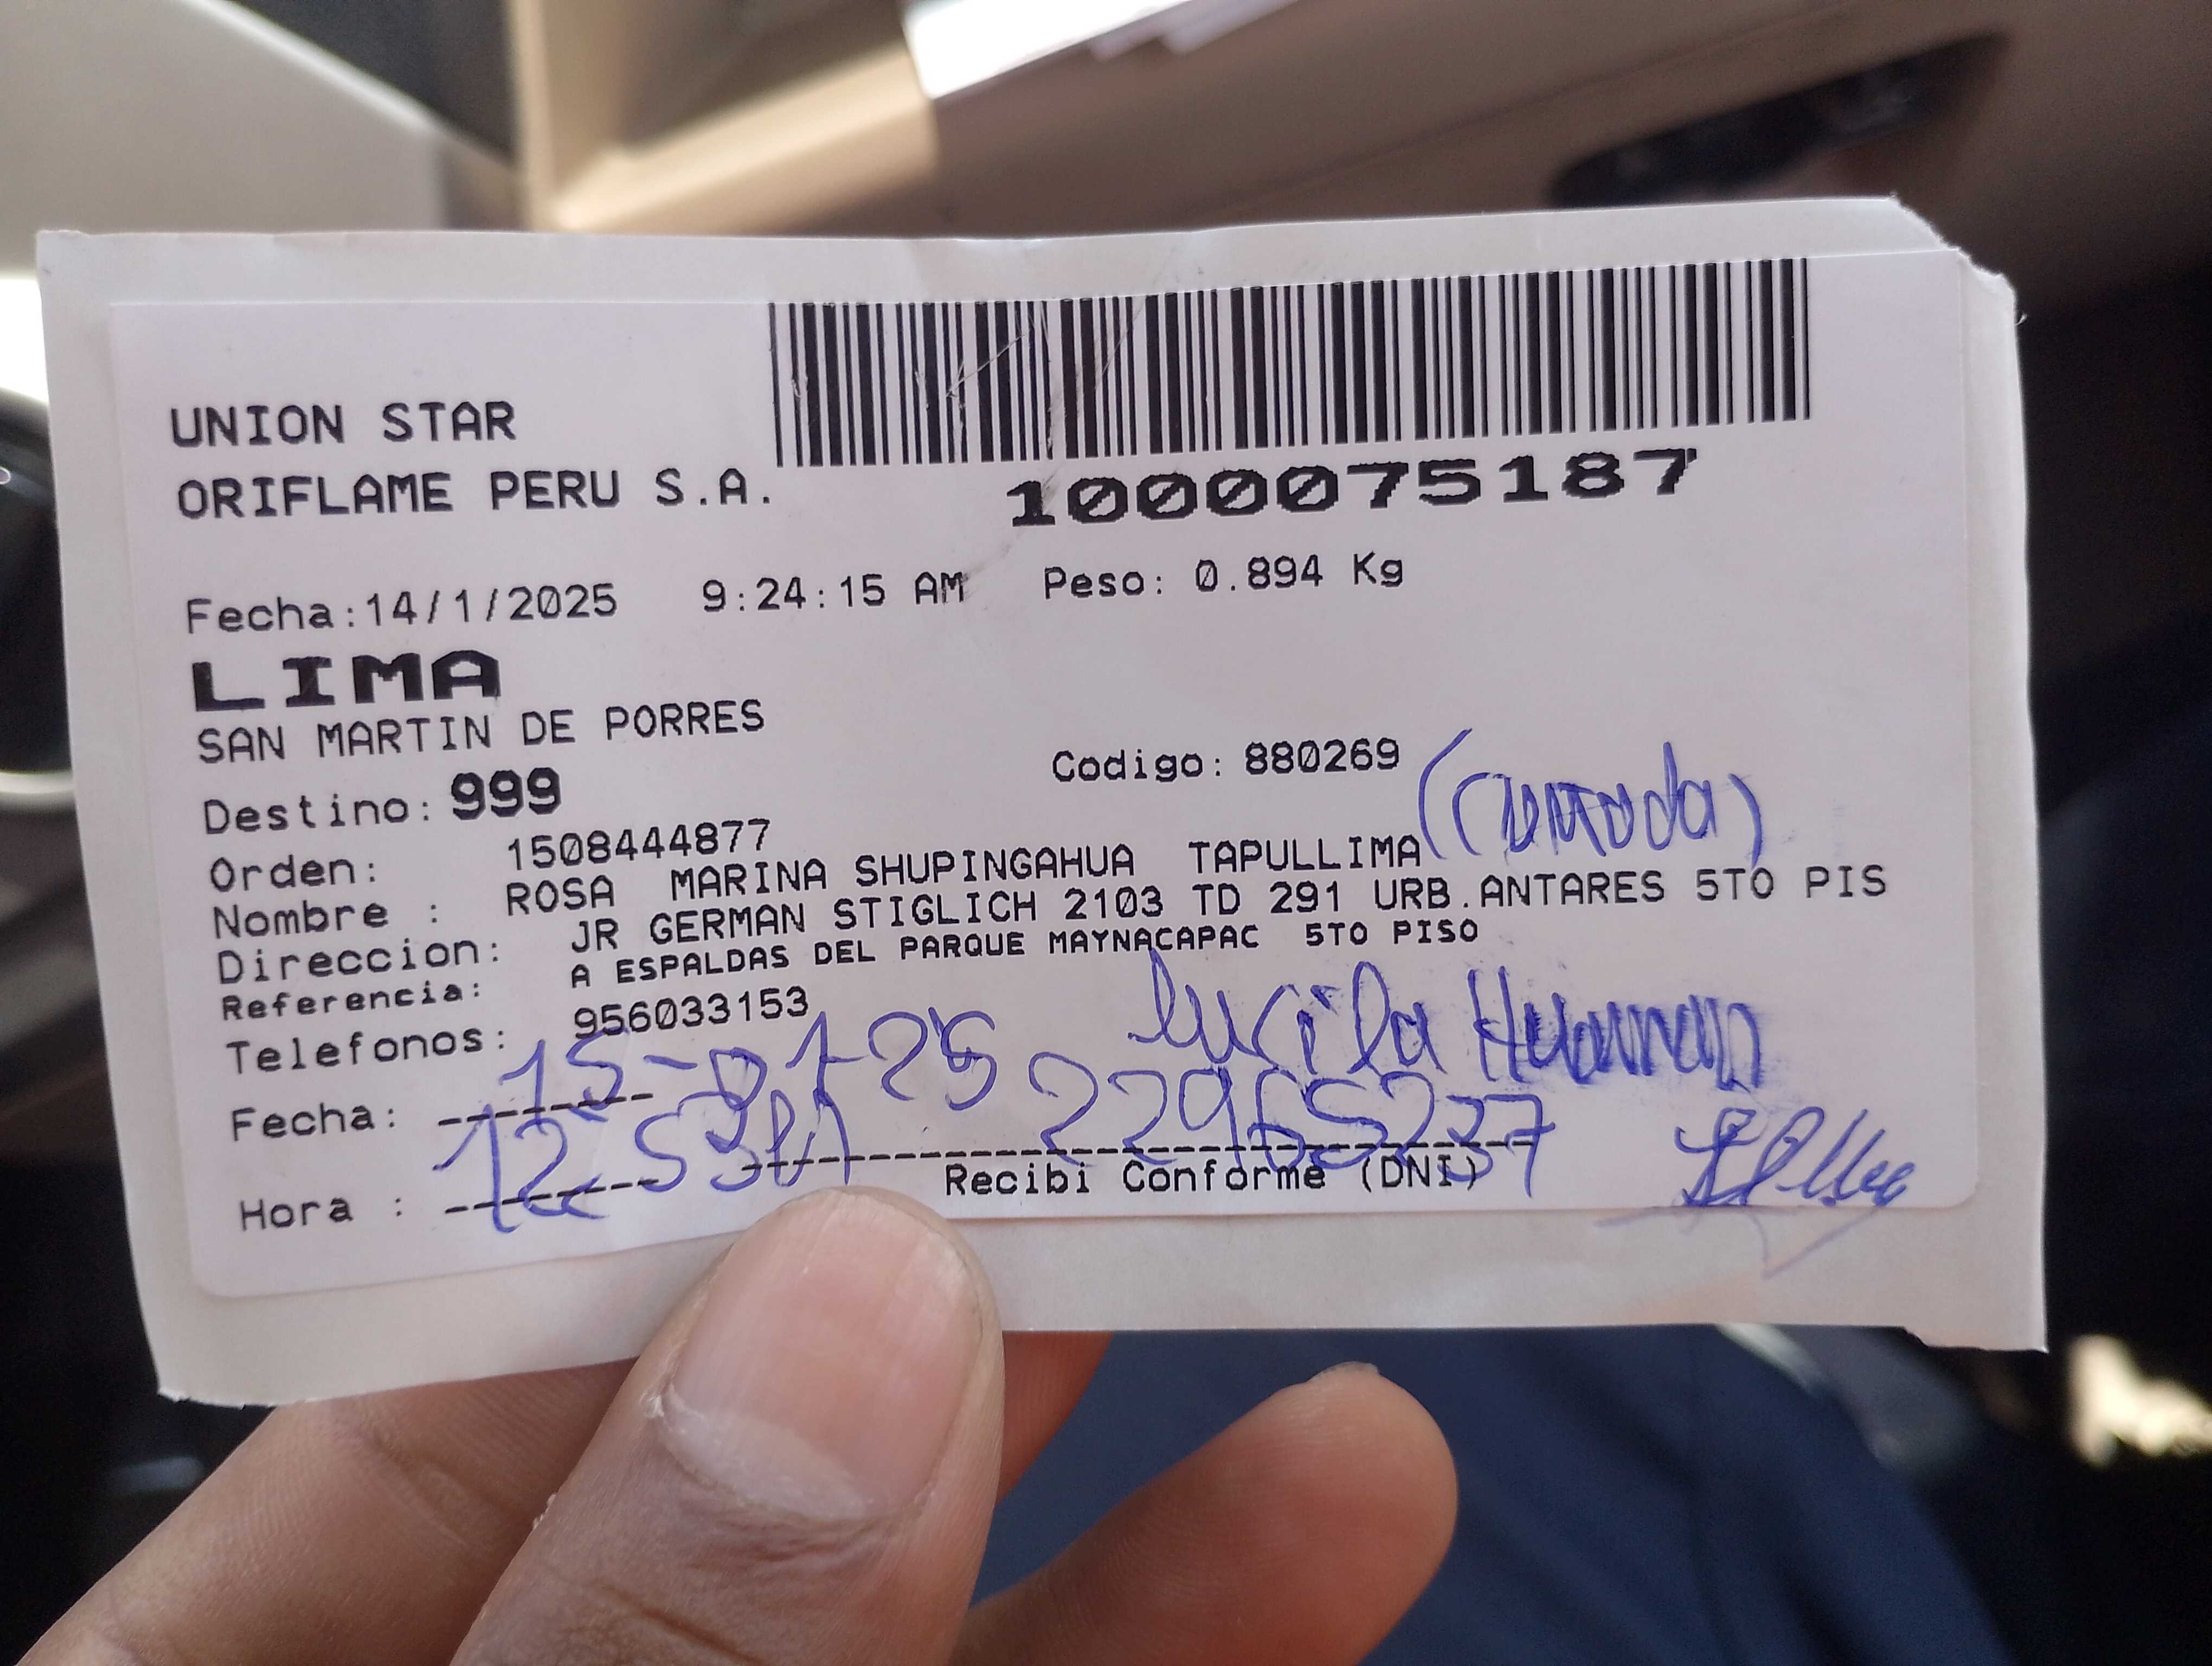 UNION STAR
ORIFLAME PERU S.A.
1000075187
Fecha:14/1/2025 9:24:15 AM Peso: 0.894 Kg
LIMA
SAN MARTIN DE PORRES
Destino: 999 Codigo: 880269
Orden: 1508444877
Nombre : ROSA MARINA SHUPINGAHUA TAPULLIMA
Direccion: JR GERMAN STIGLICH 2103 TD 291 URB.ANTARES 5TO PIS
Referencia: A ESPALDAS DEL PARQUE MAYNACAPAC 5TO PISO
Telefonos: 956033153
Lucila Huaman
Fecha: 15-01-25
22965237
Hora :
Recibi Conforme (DNI)